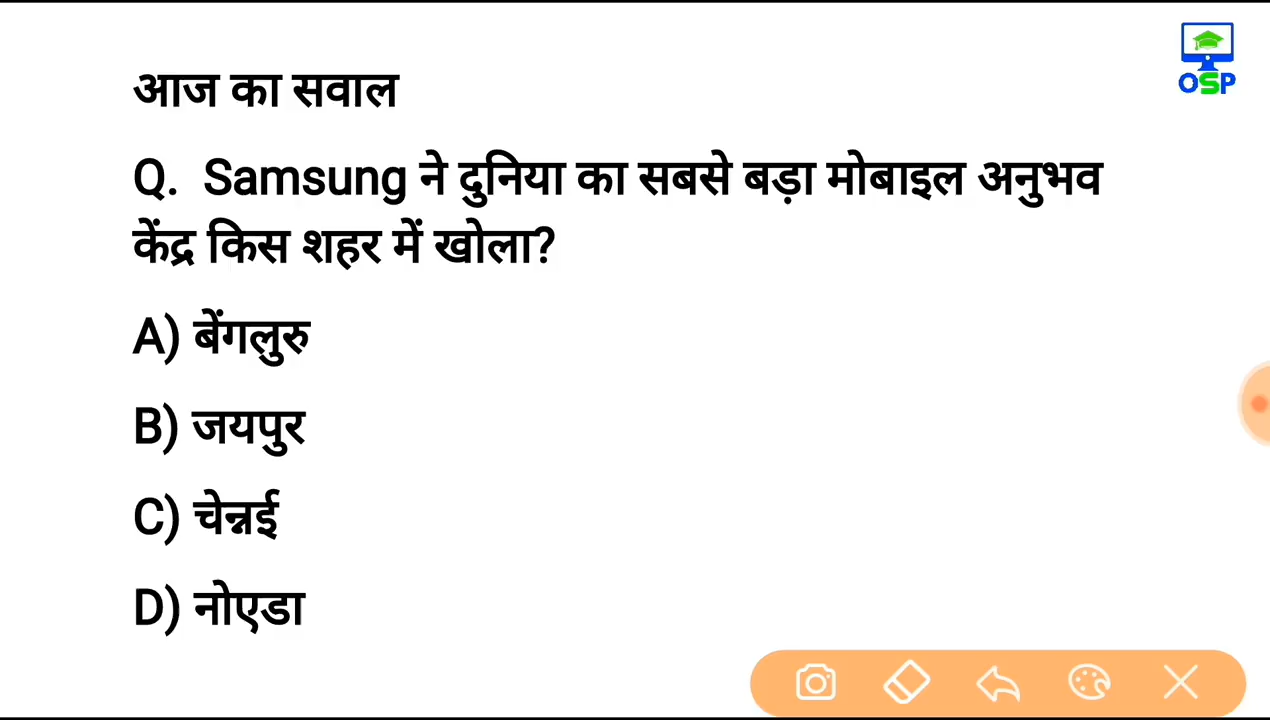 OSP
आज का सवाल
Q. Samsung ने दुनिया का सबसे बड़ा मोबाइल अनुभव
केंद्र किस शहर में खोला?
A) बेंगलुरु
B) जयपुर
C) चेन्नई
D) नोएडा